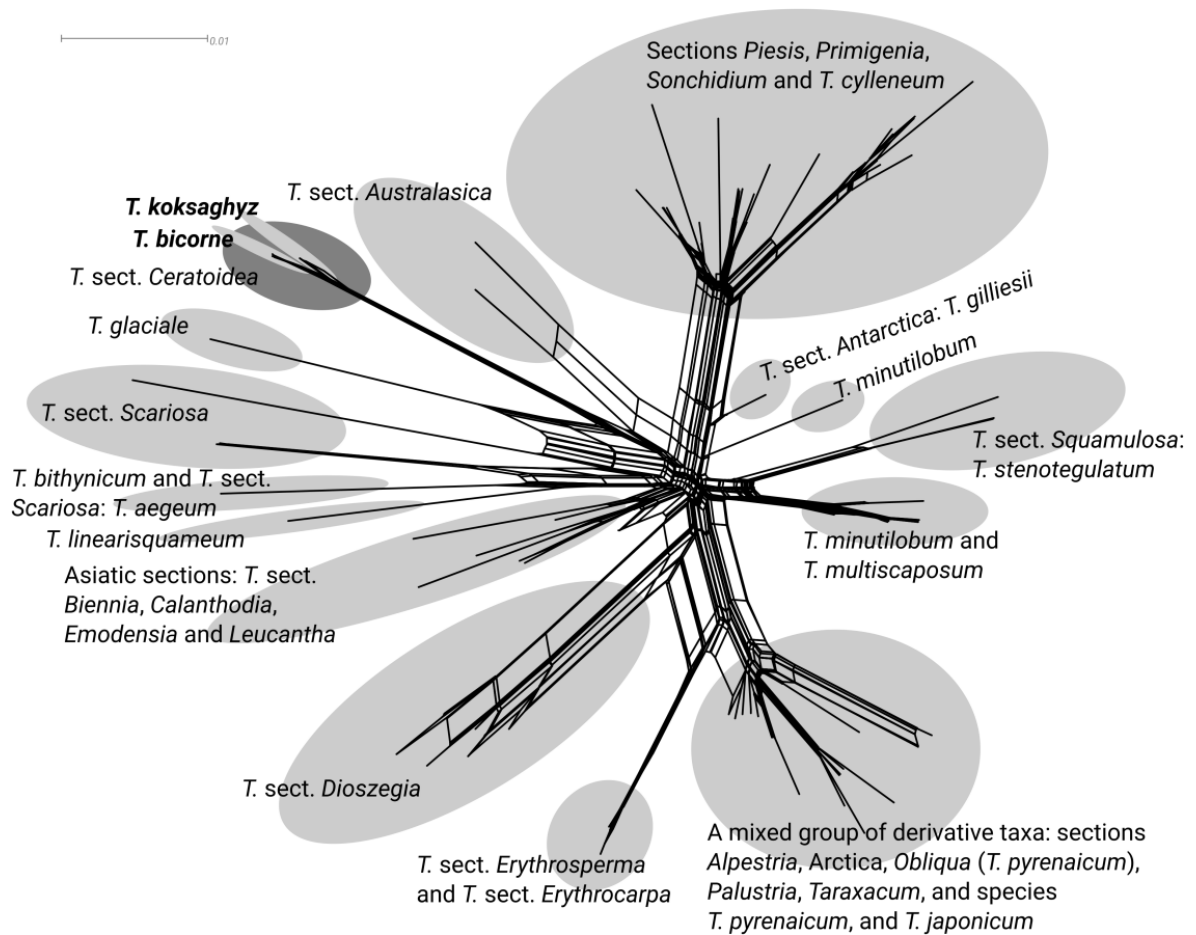 0.01
Sections Piesis, Primigenia,
Sonchidium and T. cylleneum
T. sect. Australasica
T. koksaghyz
T. bicorne
T. sect. Ceratoidea
T. glaciale
T. sect. Antarctica: T. gilliesii
T. minutilobum
T. sect. Scariosa
T. sect. Squamulosa:
T. stenotegulatum
T. bithynicum and T. sect.
Scariosa: T. aegeum
T. linearisquameum
T. minutilobum and
T. multiscaposum
Asiatic sections: T. sect.
Biennia, Calanthodia,
Emodensia and Leucantha
T. sect. Dioszegia
T. sect. Erythrosperma
and T. sect. Erythrocarpa
A mixed group of derivative taxa: sections
Alpestria, Arctica, Obliqua (T. pyrenaicum),
Palustria, Taraxacum, and species
T. pyrenaicum, and T. japonicum